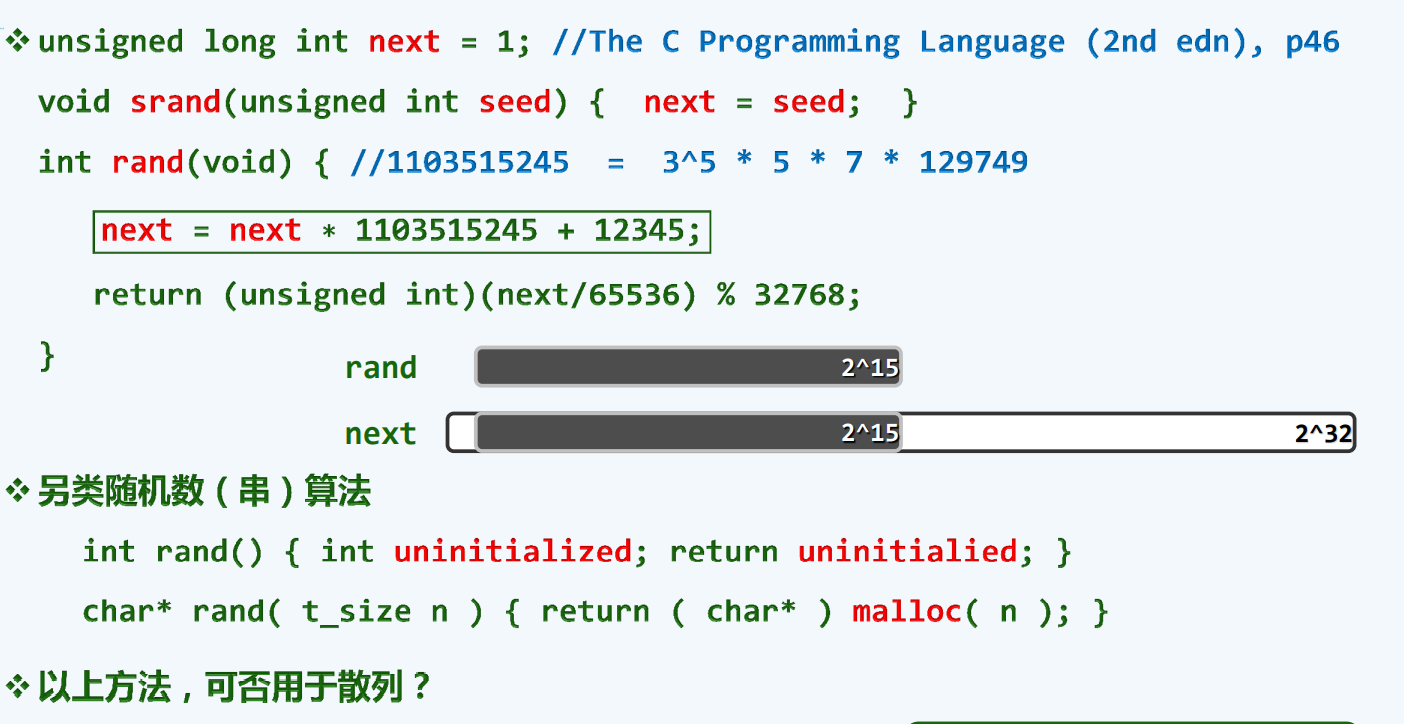 ❖ unsigned long int next = 1; //The C Programming Language (2nd edn), p46
void srand(unsigned int seed) { next = seed; }
int rand(void) { //1103515245 = 3^5 * 5 * 7 * 129749
next = next * 1103515245 + 12345;
return (unsigned int)(next/65536) % 32768;
}
rand 2^15
next 2^15 2^32
❖ 另类随机数（串）算法
int rand() { int uninitialized; return uninitialied; }
char* rand( t_size n ) { return ( char* ) malloc( n ); }
❖ 以上方法，可否用于散列？